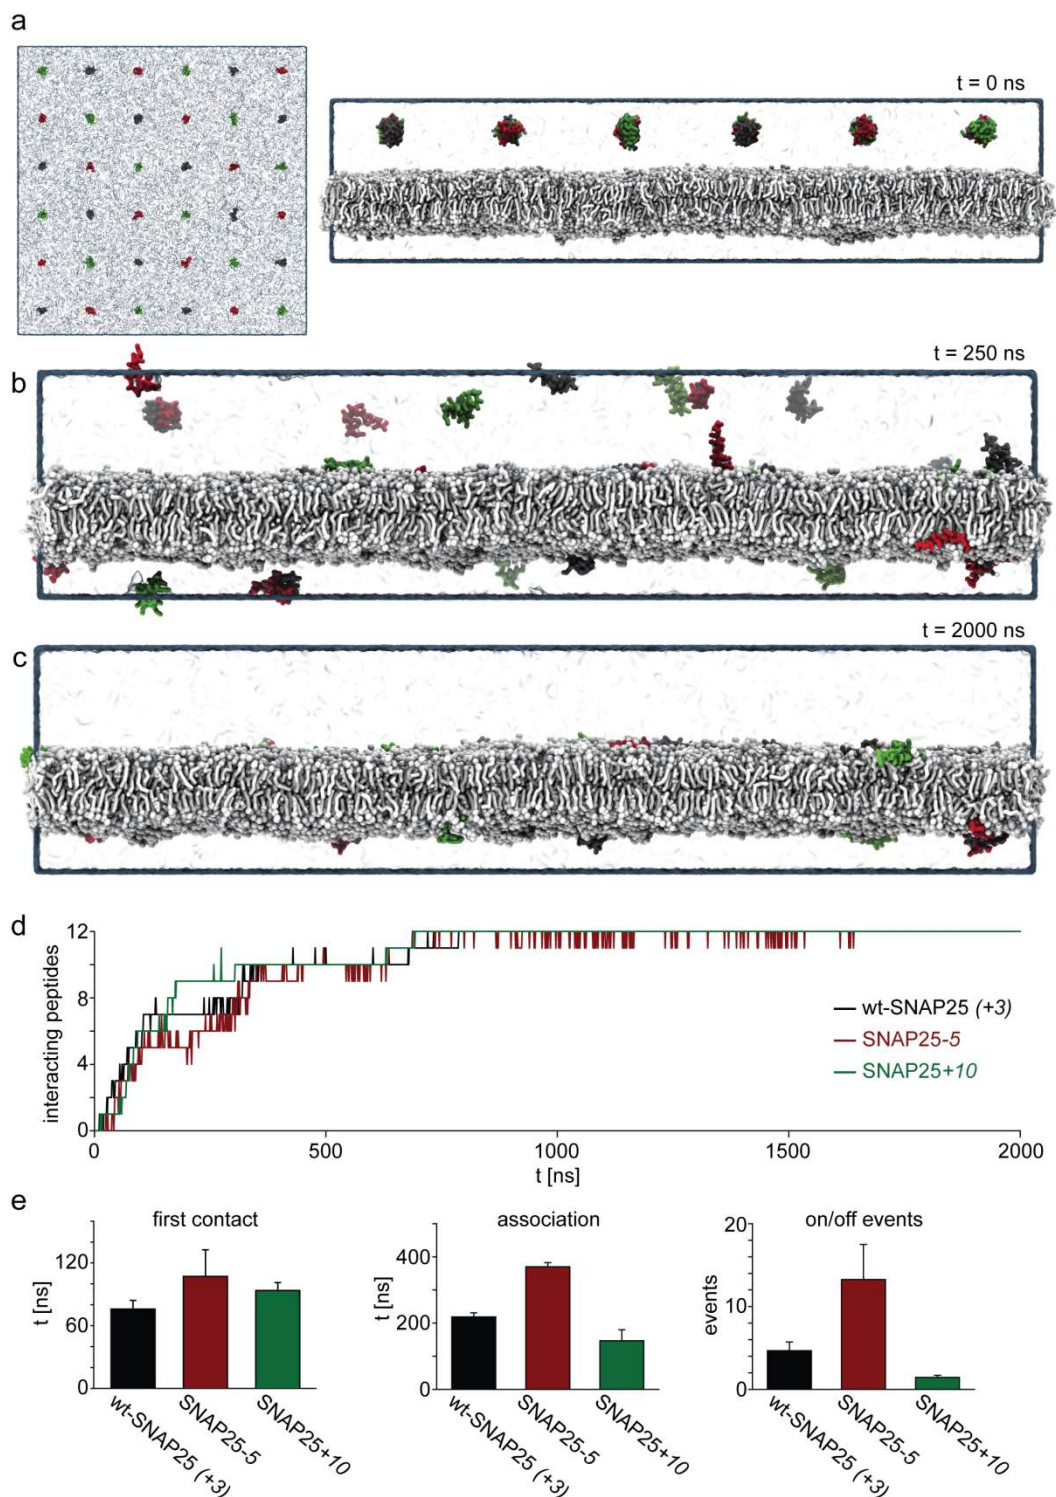 a
t = 0 ns
t = 250 ns
b
t = 2000 ns
c
d
12
8
4
0
interacting peptides
wt-SNAP25 (+3)
SNAP25-5
SNAP25+10
0
500
1000
1500
2000
t [ns]
e
first contact
association
on/off events
120
60
0
t [ns]
400
200
0
t [ns]
20
10
0
events
wt-SNAP25 (+3)
SNAP25-5
SNAP25+10
wt-SNAP25 (+3)
SNAP25-5
SNAP25+10
wt-SNAP25 (+3)
SNAP25-5
SNAP25+10